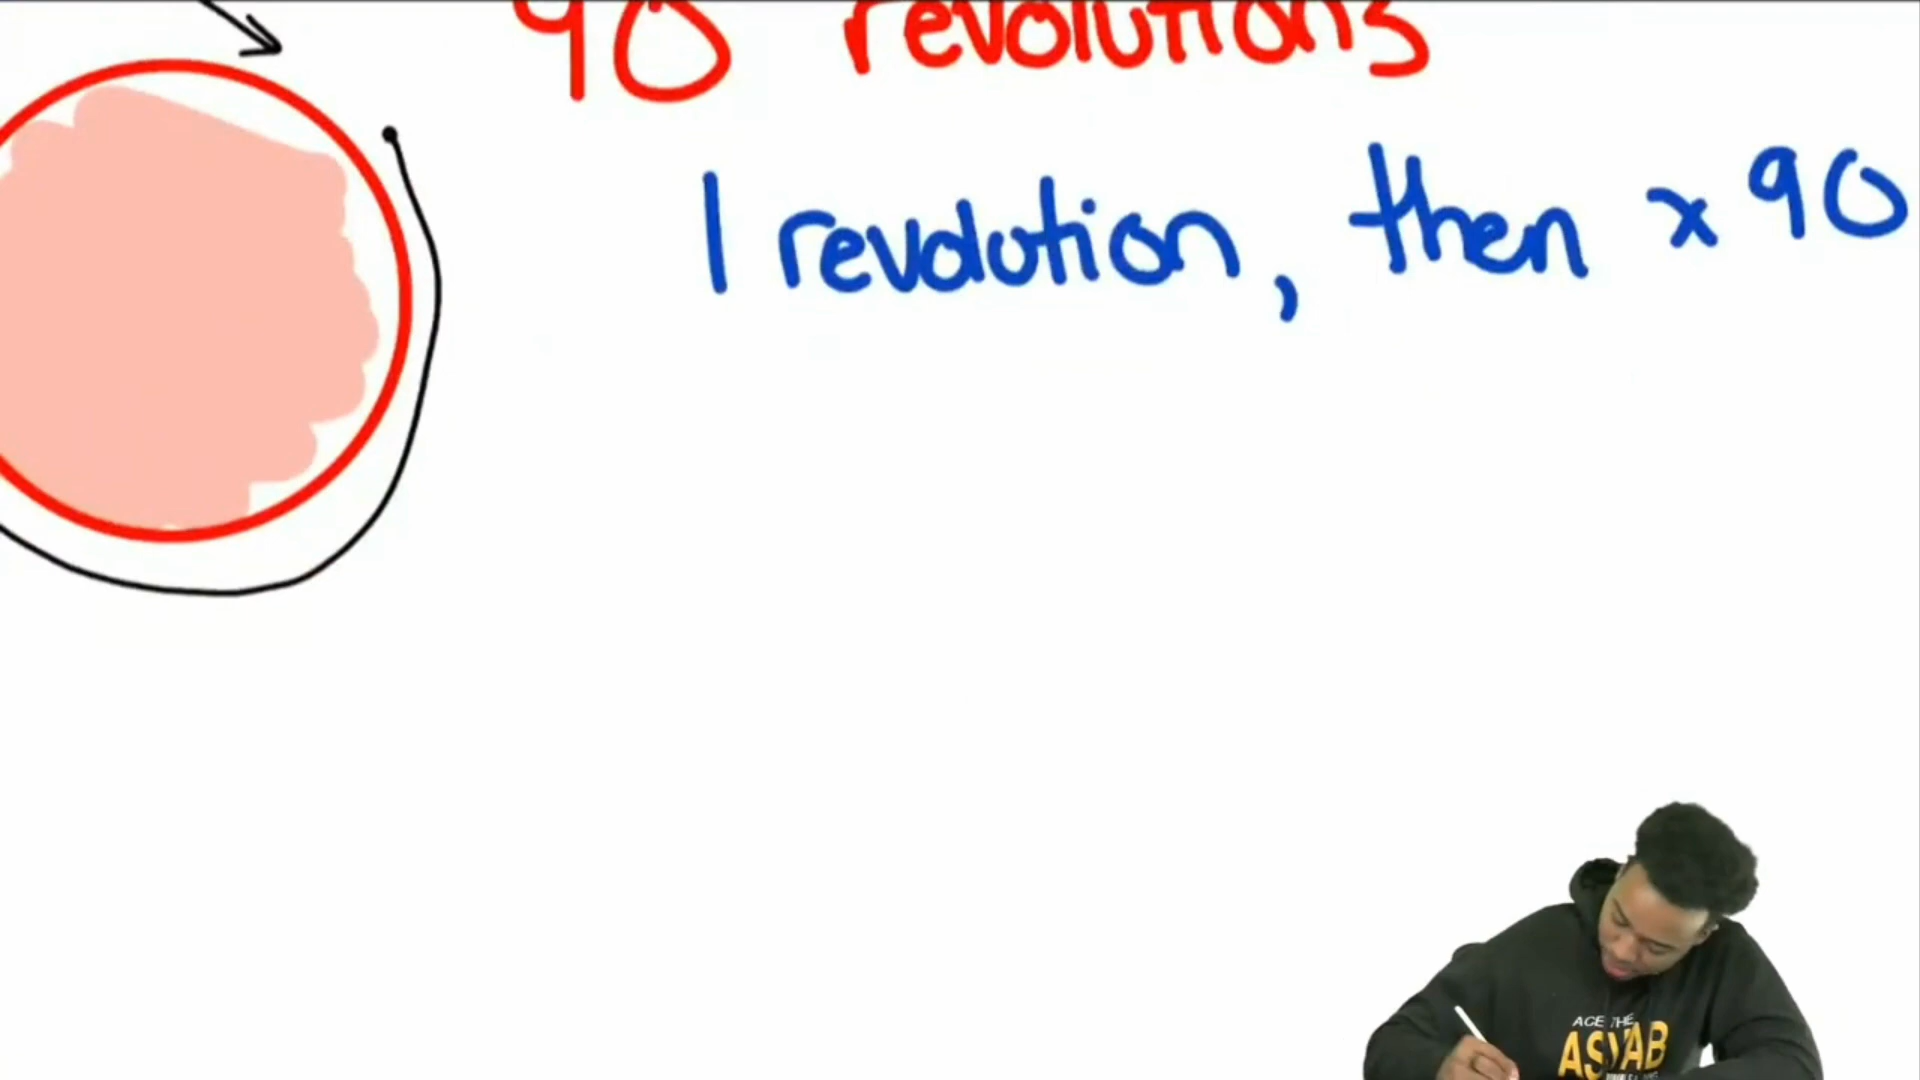 90 revolutions
1 revolution, then x 90
ACE THE
ASVAB